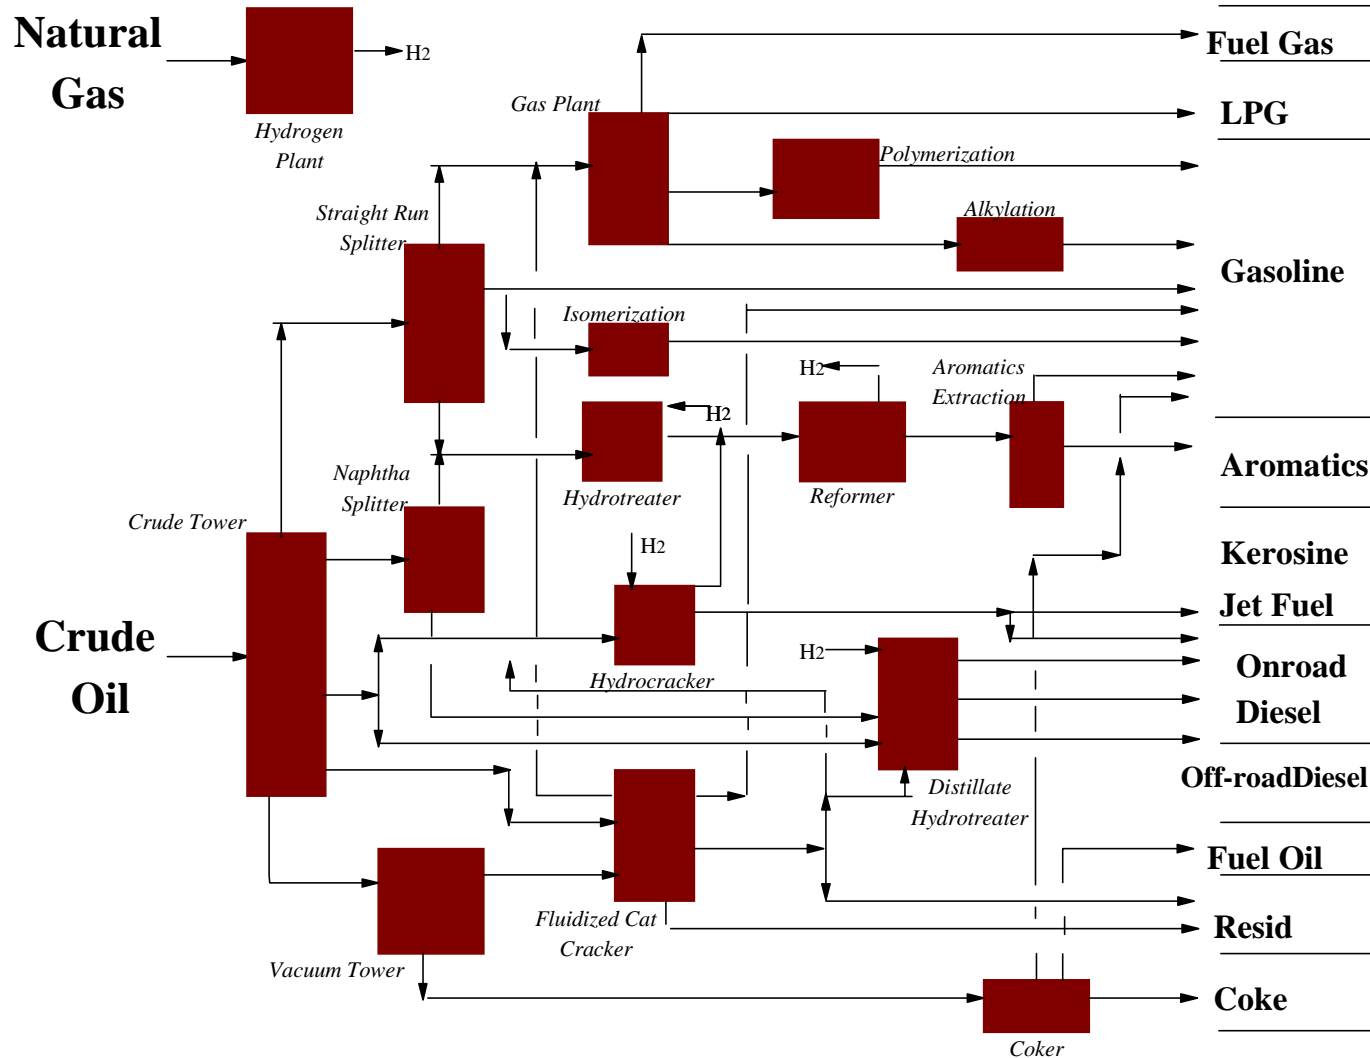 Natural
Gas
H2
Hydrogen
Plant
Gas Plant
Fuel Gas
LPG
Polymerization
Straight Run
Splitter
Alkylation
Gasoline
Isomerization
H2
Aromatics
Extraction
H2
Naphtha
Splitter
Hydrotreater
Reformer
Aromatics
Crude Tower
H2
Kerosine
Jet Fuel
Crude
Oil
H2
Hydrocracker
Onroad
Diesel
Off-roadDiesel
Distillate
Hydrotreater
Fuel Oil
Fluidized Cat
Cracker
Resid
Vacuum Tower
Coke
Coker